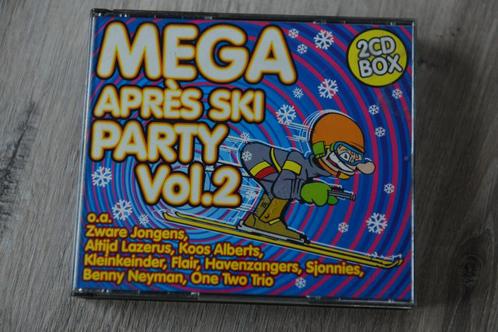 MEGA
APRÈS SKI
PARTY
Vol.2
2CD
BOX
o.a.
Zware Jongens,
Altijd Lazerus, Koos Alberts,
Kleinkeinder, Flair, Havenzangers, Sjonnies,
Benny Neyman, One Two Trio